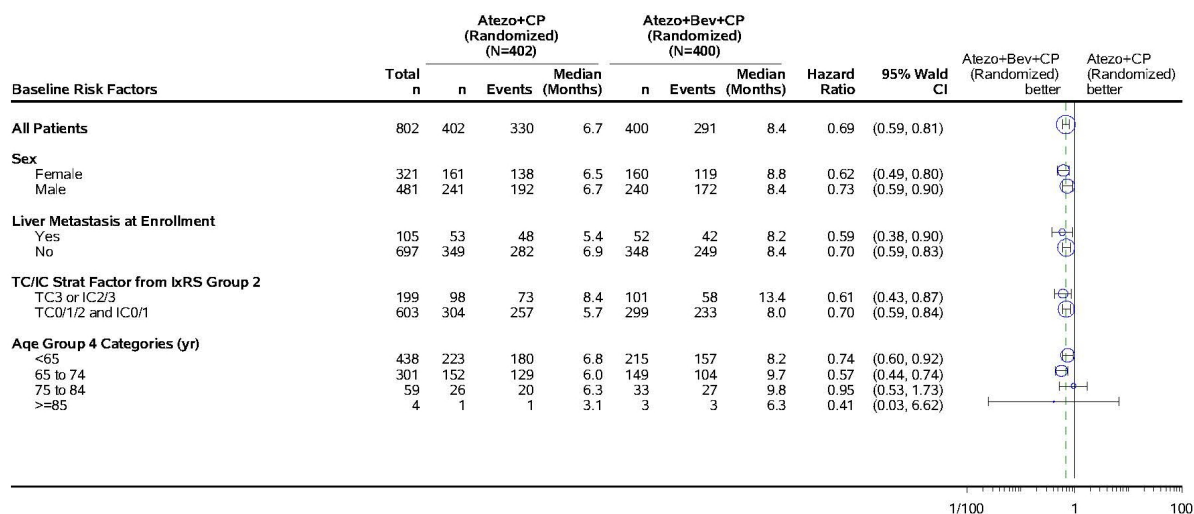 Atezo+CP Atezo+Bev+CP
(Randomized) (Randomized)
(N=402) (N=400)
Atezo+Bev+CP Atezo+CP
Total Median Median Hazard 95% Wald (Randomized) (Randomized)
Baseline Risk Factors n n Events (Months) n Events (Months) Ratio CI better better
All Patients 802 402 330 6.7 400 291 8.4 0.69 (0.59, 0.81)
Sex
Female 321 161 138 6.5 160 119 8.8 0.62 (0.49, 0.80)
Male 481 241 192 6.7 240 172 8.4 0.73 (0.59, 0.90)
Liver Metastasis at Enrollment
Yes 105 53 48 5.4 52 42 8.2 0.59 (0.38, 0.90)
No 697 349 282 6.9 348 249 8.4 0.70 (0.59, 0.83)
TC/IC Strat Factor from IxRS Group 2
TC3 or IC2/3 199 98 73 8.4 101 58 13.4 0.61 (0.43, 0.87)
TC0/1/2 and IC0/1 603 304 257 5.7 299 233 8.0 0.70 (0.59, 0.84)
Age Group 4 Categories (yr)
<65 438 223 180 6.8 215 157 8.2 0.74 (0.60, 0.92)
65 to 74 301 152 129 6.0 149 104 9.7 0.57 (0.44, 0.74)
75 to 84 59 26 20 6.3 33 27 9.8 0.95 (0.53, 1.73)
>=85 4 1 1 3.1 3 3 6.3 0.41 (0.03, 6.62)
1/100 1 100